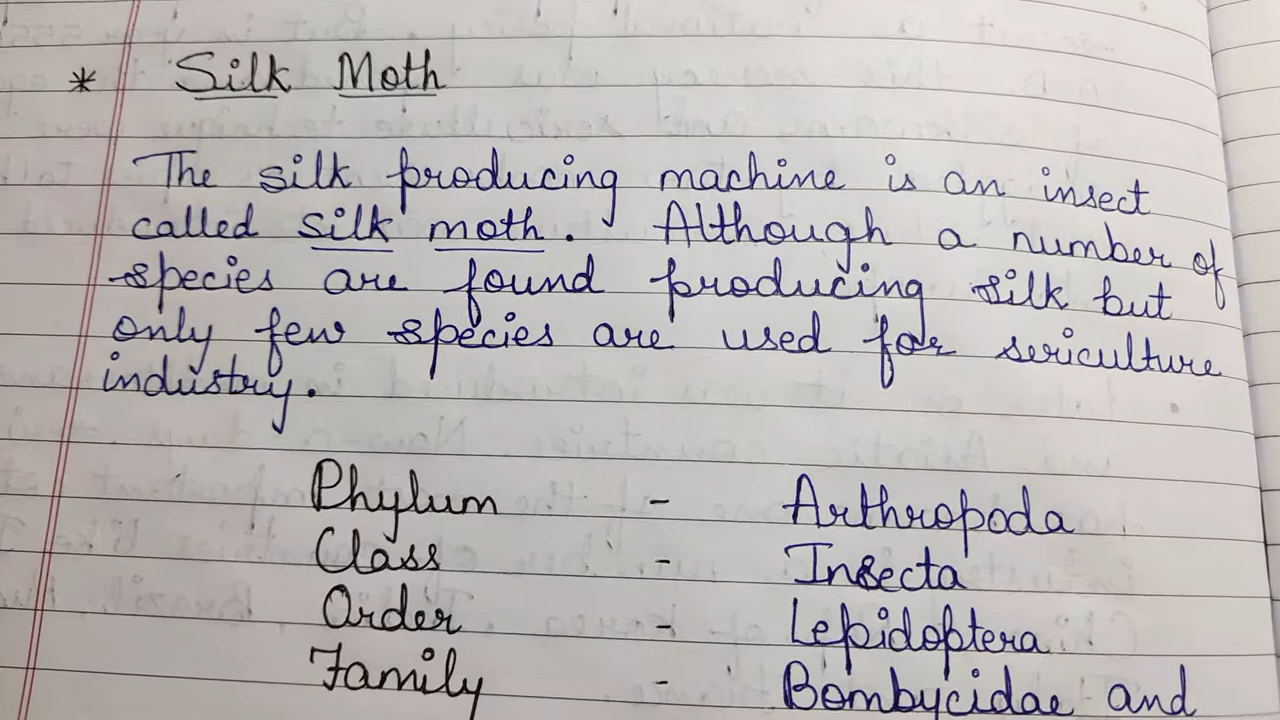 * Silk Moth
The silk producing machine is an insect
called silk moth. Although a number of
species are found producing silk but
only few species are used for sericulture
industry.
Phylum - Arthropoda
Class - Insecta
Order - Lepidoptera
Family - Bombycidae and